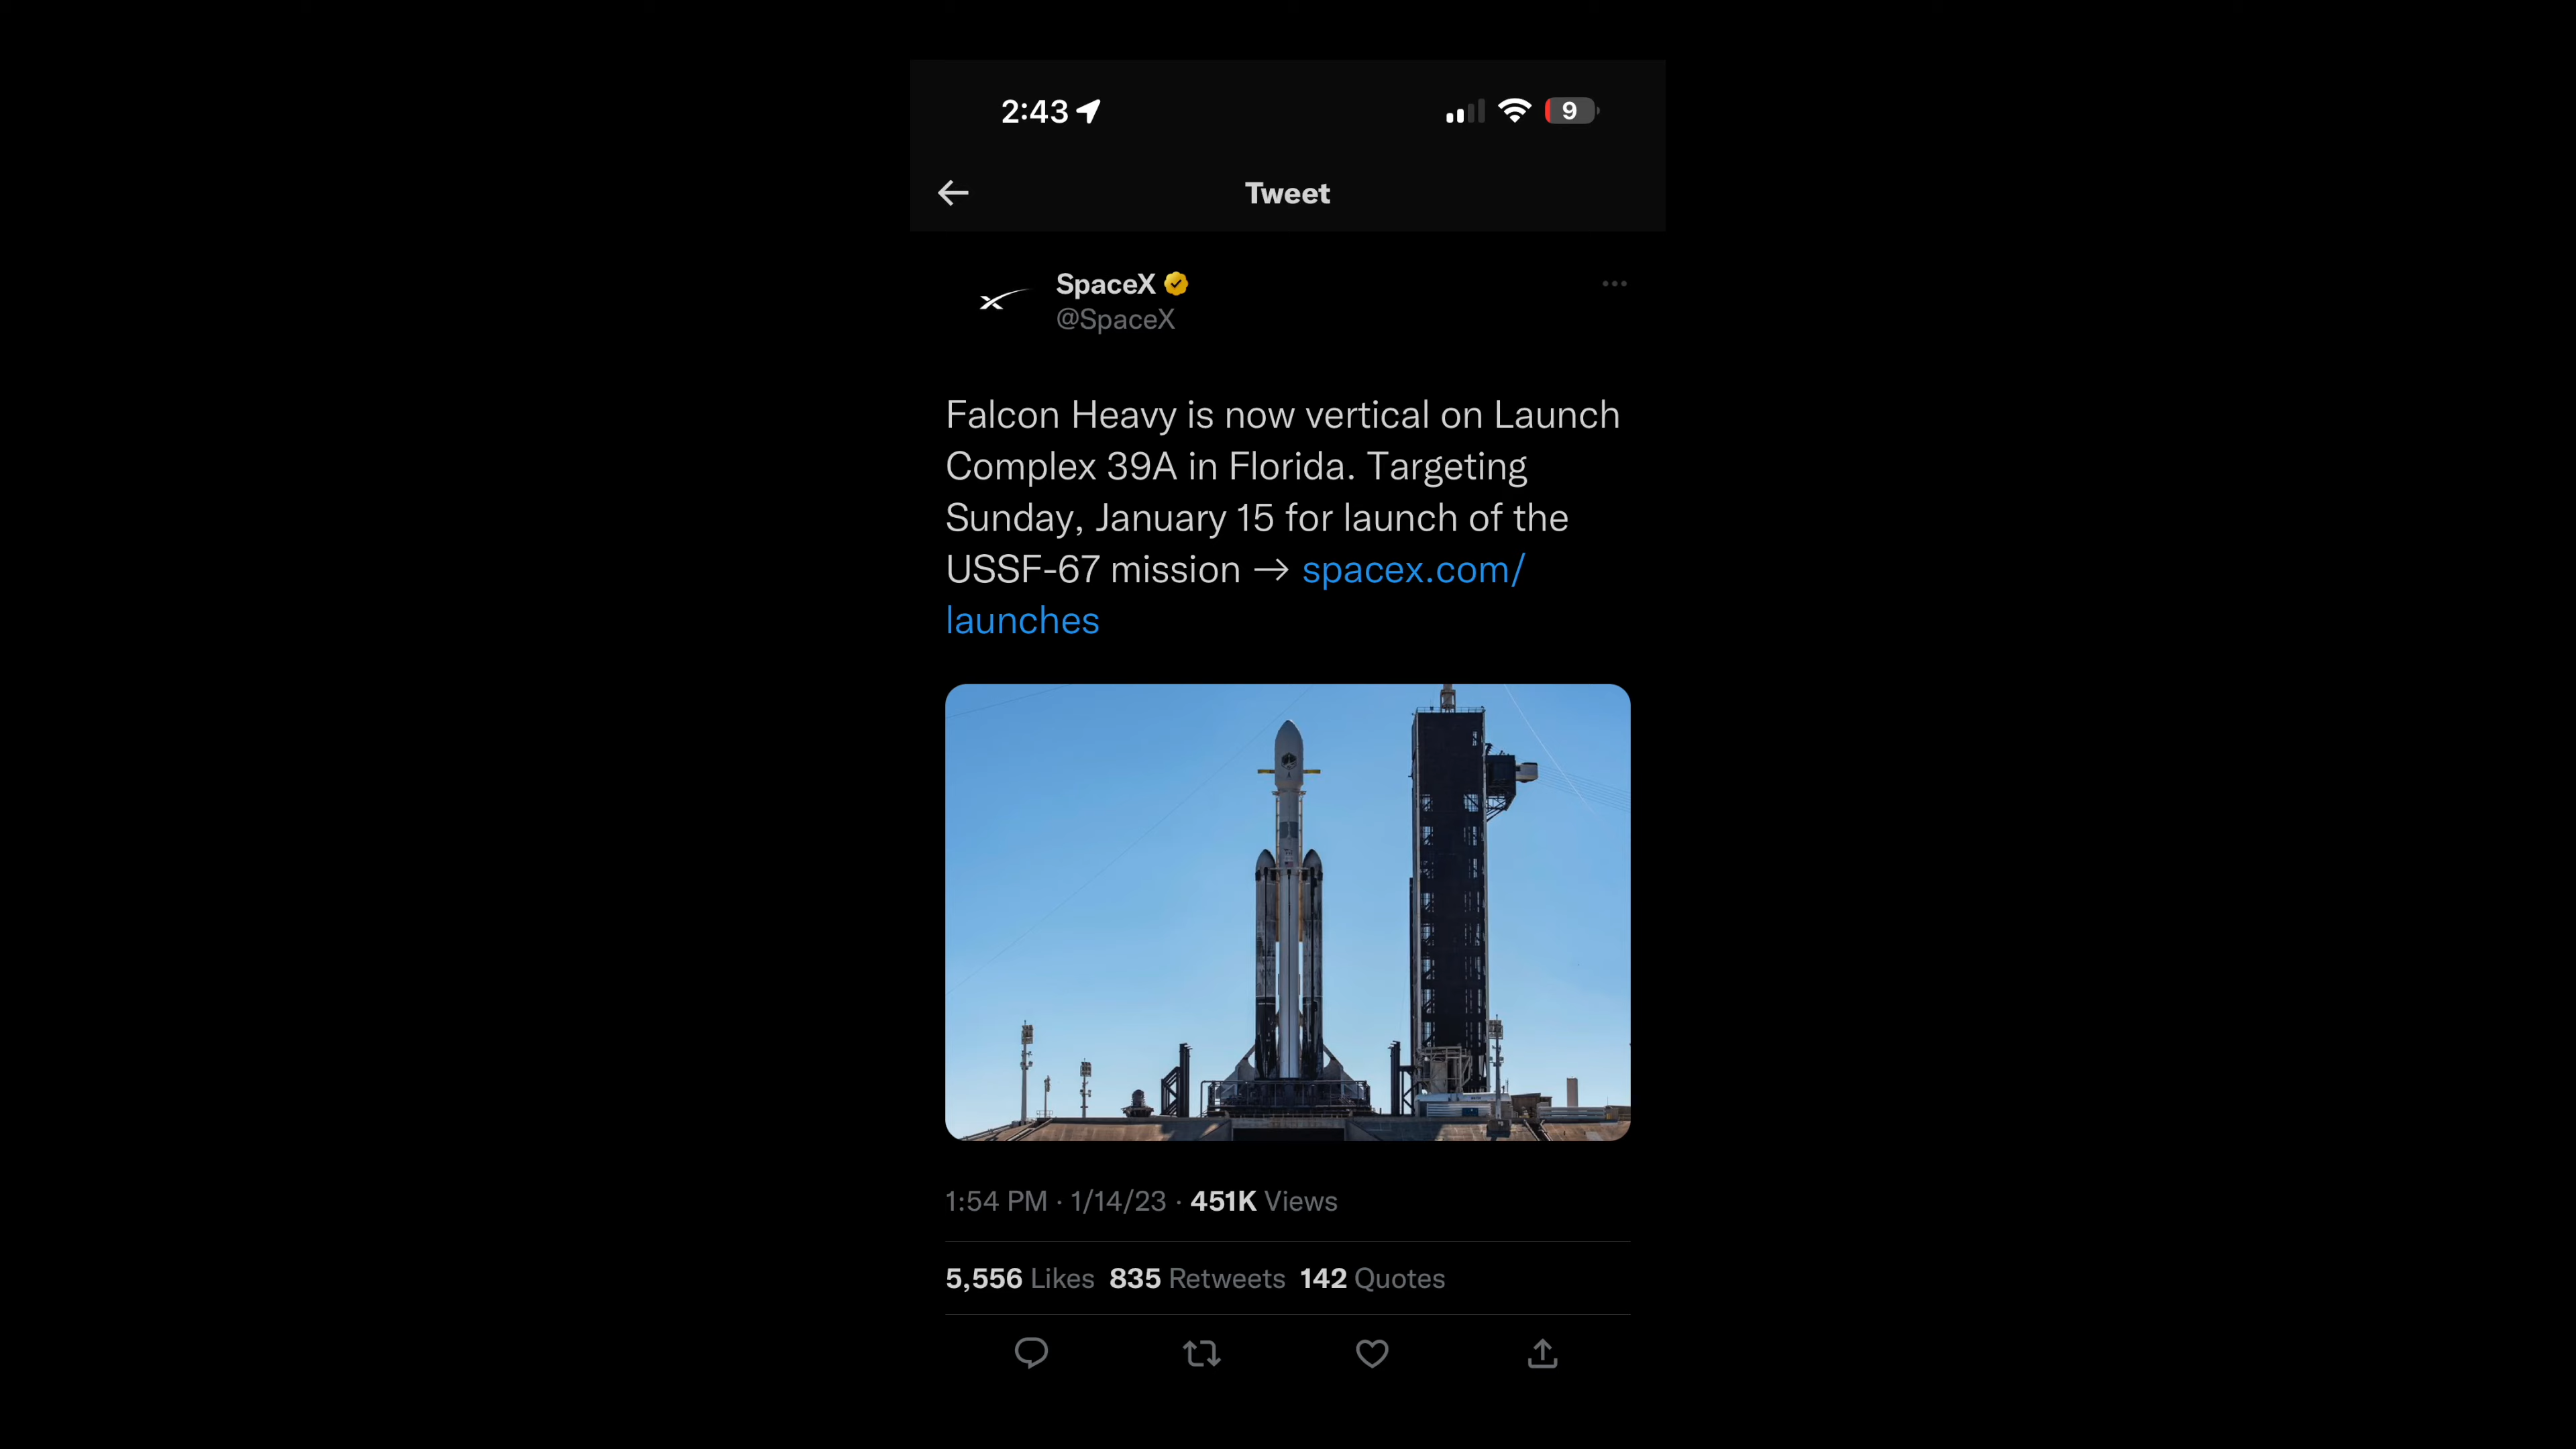 2:43
9
Tweet
SpaceX
@SpaceX
Falcon Heavy is now vertical on Launch
Complex 39A in Florida. Targeting
Sunday, January 15 for launch of the
USSF-67 mission → spacex.com/
launches
1:54 PM · 1/14/23 · 451K Views
5,556 Likes 835 Retweets 142 Quotes